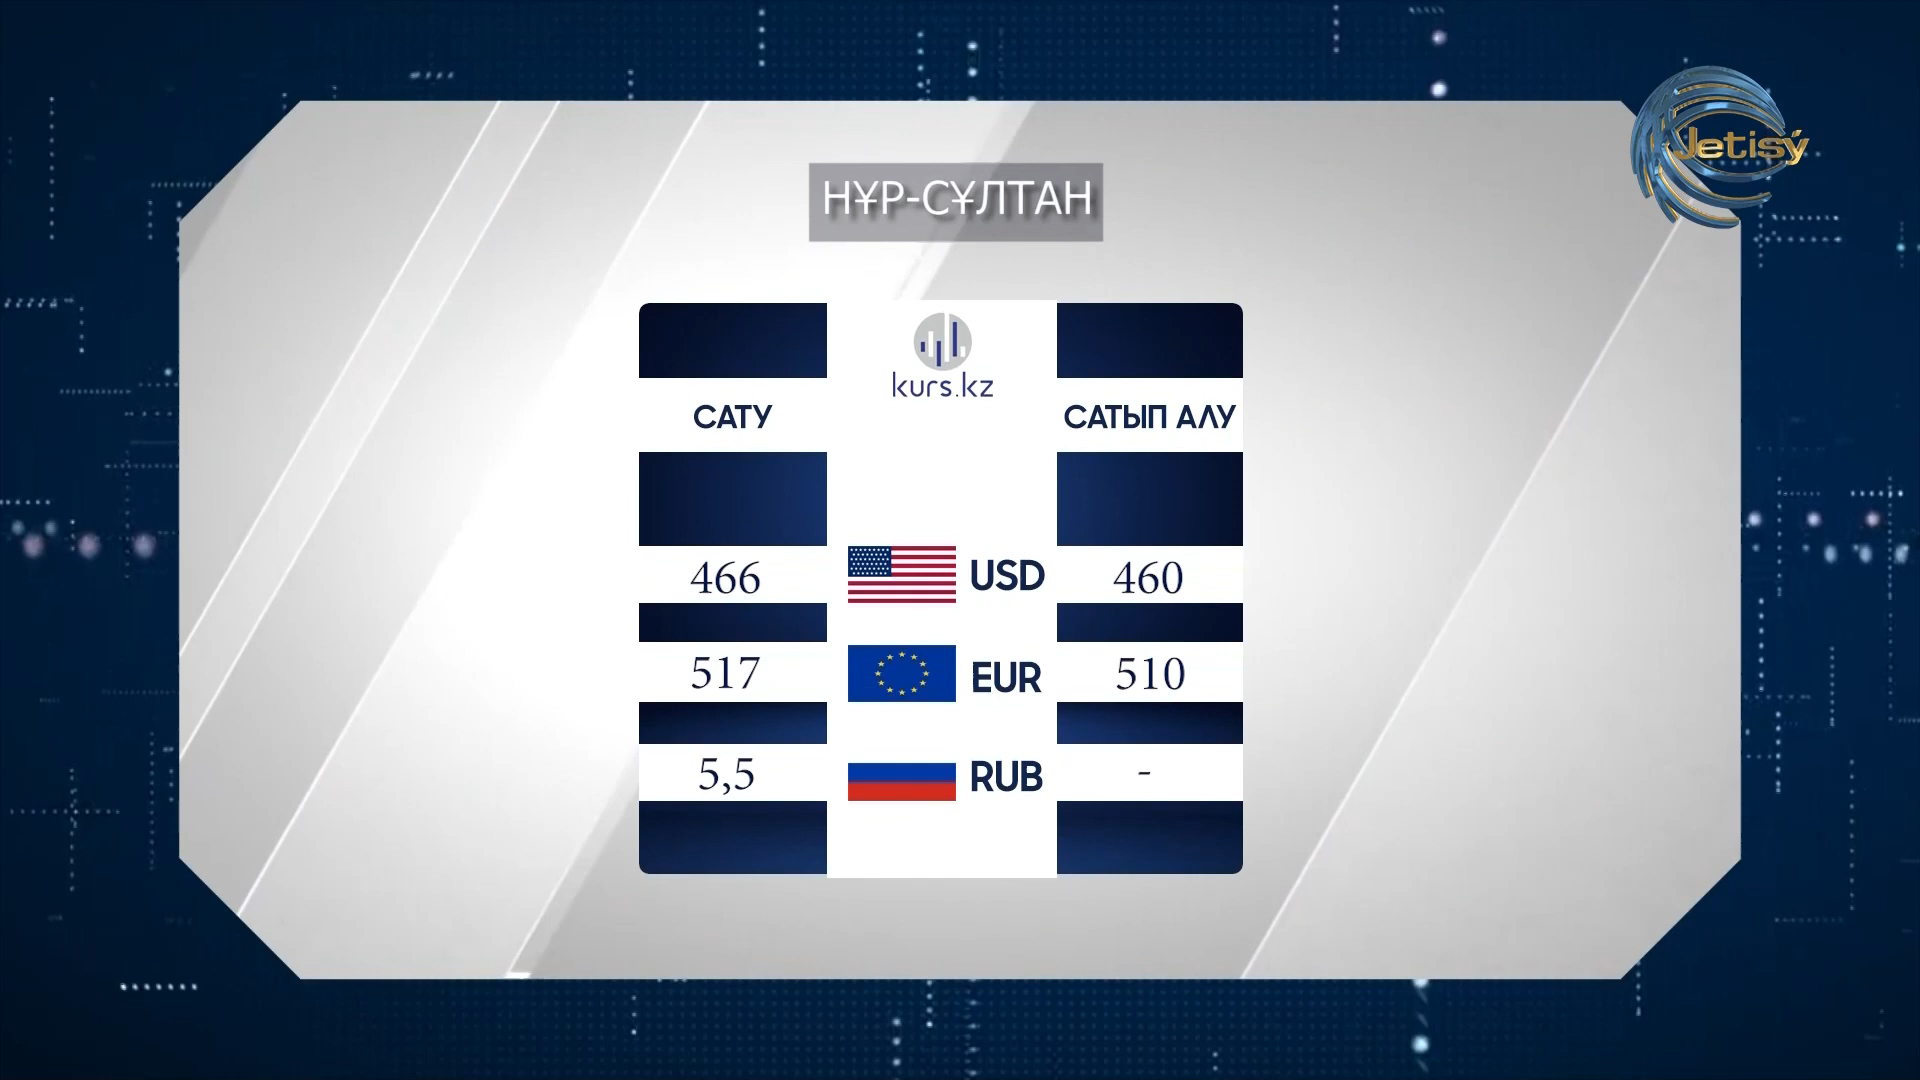 Jetisý
НҰР-СҰЛТАН
kurs.kz
САТУ
САТЫП АЛУ
466 USD 460
517 EUR 510
5,5 RUB -